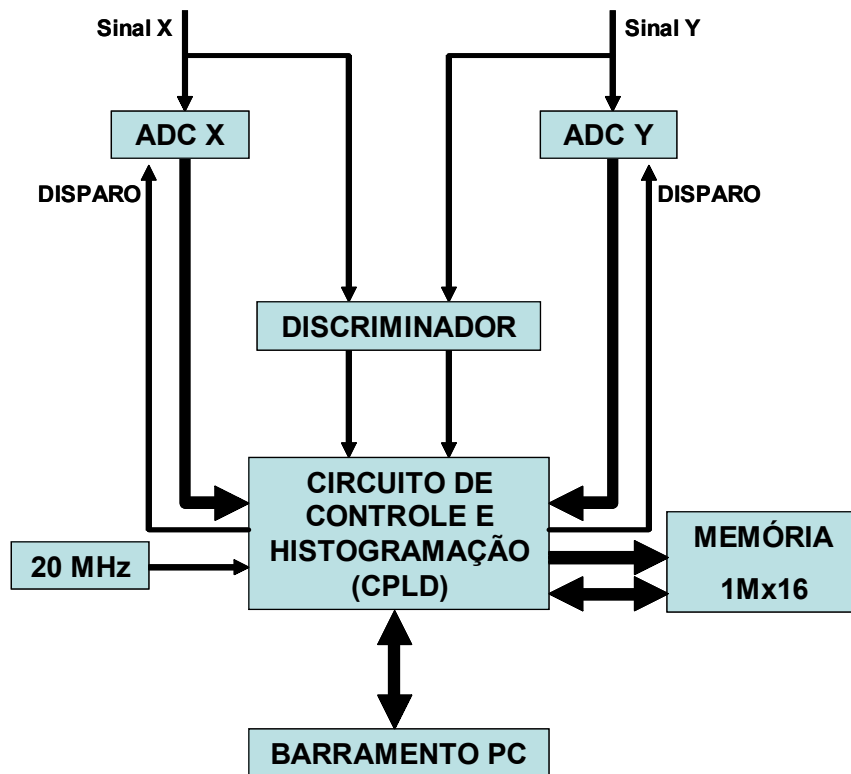 Sinal X
Sinal Y
ADC X
ADC Y
DISPARO
DISPARO
DISCRIMINADOR
CIRCUITO DE
CONTROLE E
HISTOGRAMAÇÃO
(CPLD)
MEMÓRIA
1Mx16
20 MHz
BARRAMENTO PC